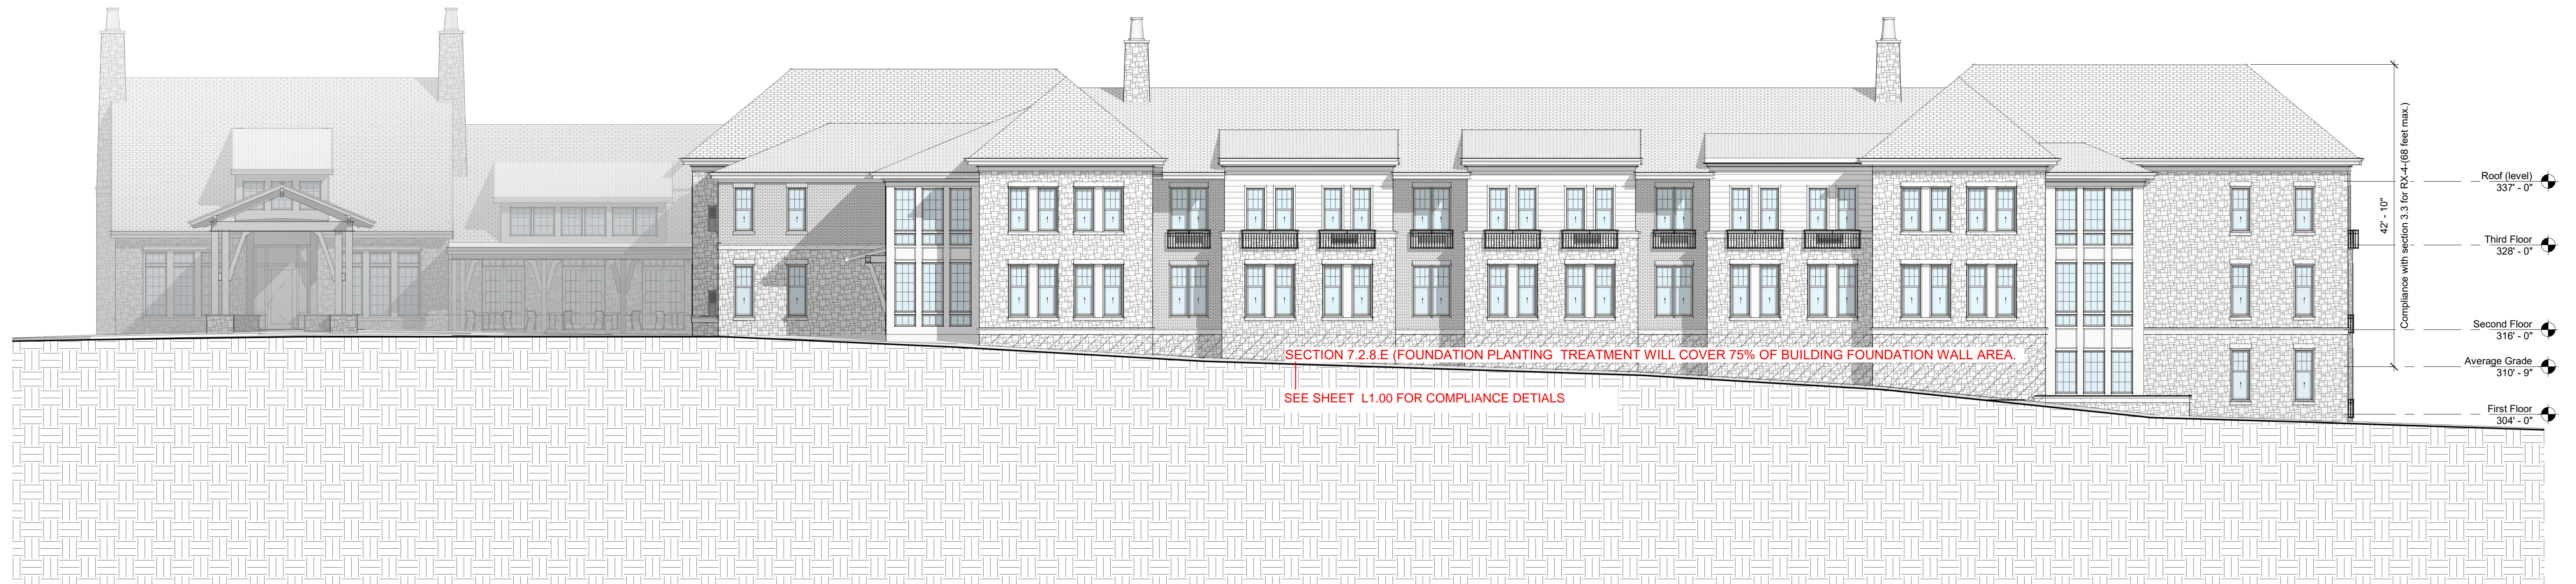 Roof (level)
337' - 0"
Third Floor
328' - 0"
Second Floor
316' - 0"
Average Grade
310' - 9"
First Floor
304' - 0"
42' - 10"
Compliance with section 3.3 for RX-4-(68 feet max.)
SECTION 7.2.8.E (FOUNDATION PLANTING TREATMENT WILL COVER 75% OF BUILDING FOUNDATION WALL AREA.
SEE SHEET L1.00 FOR COMPLIANCE DETIALS